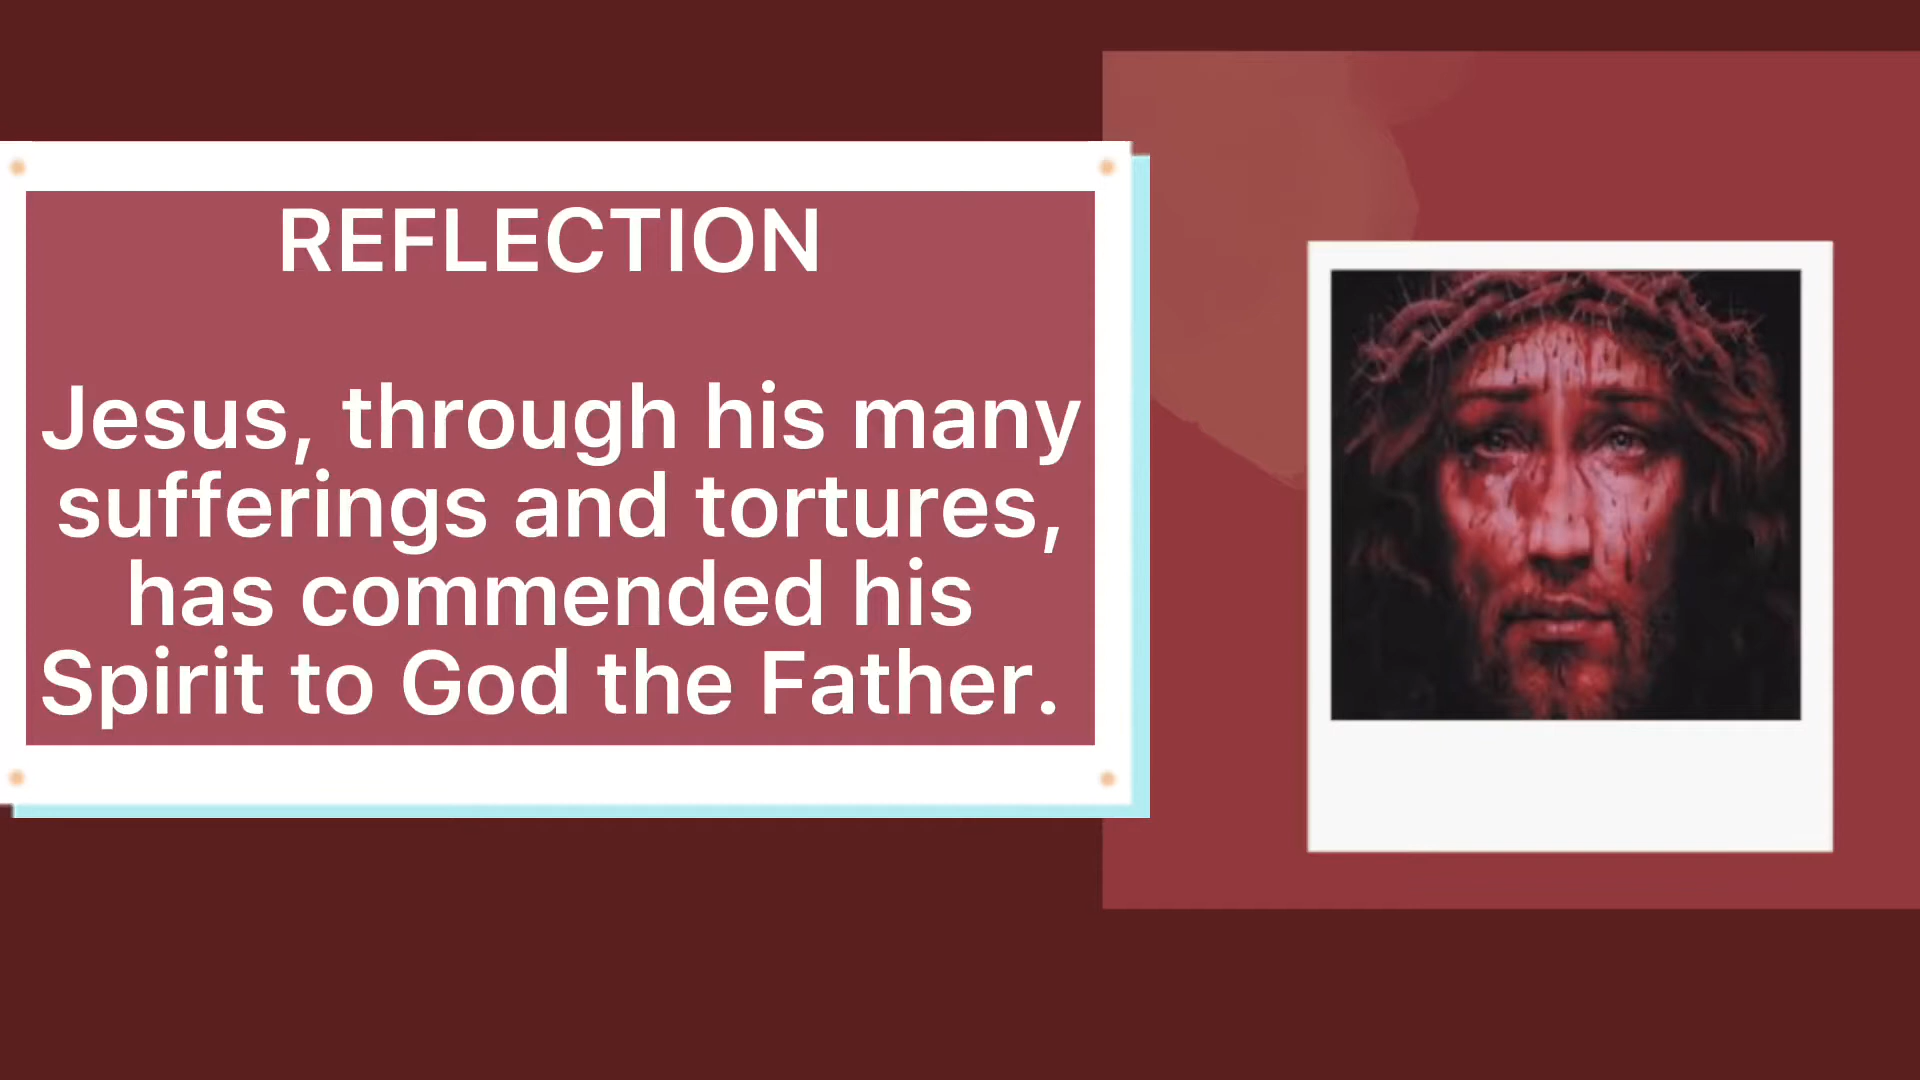 REFLECTION
Jesus, through his many
sufferings and tortures,
has commended his
Spirit to God the Father.